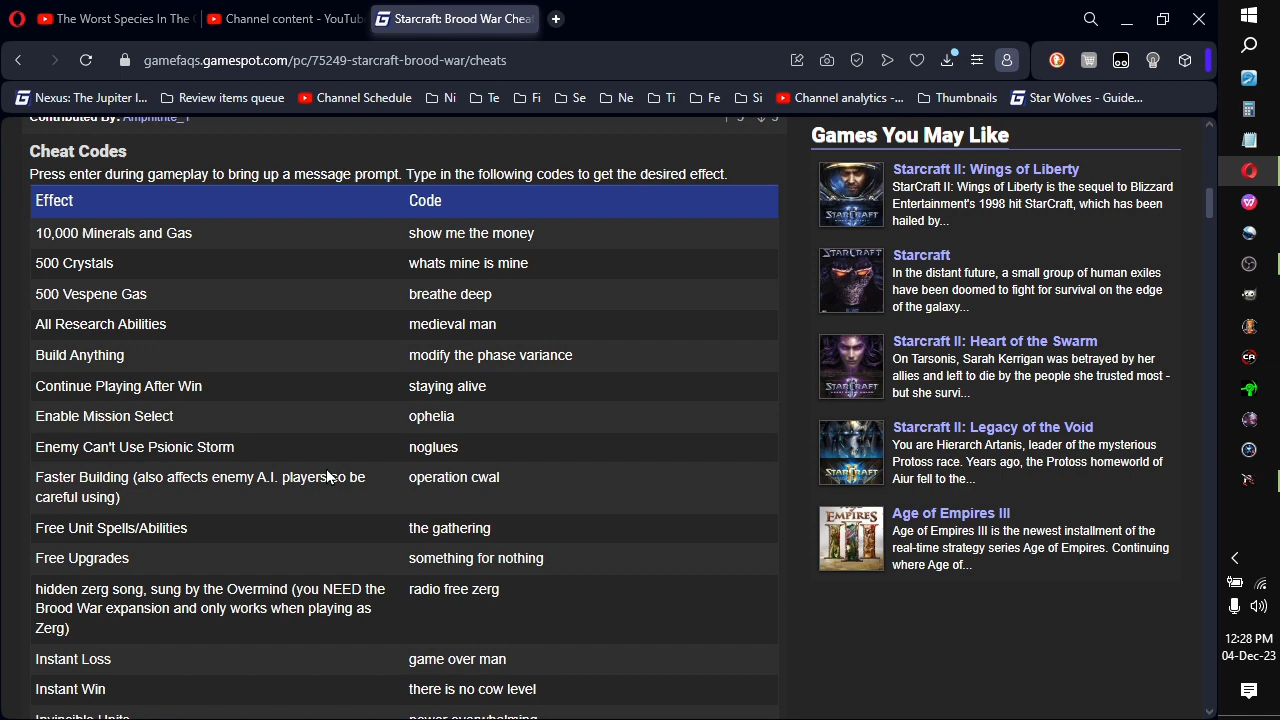 The Worst Species In The
Channel content - YouTub
Starcraft: Brood War Chea
gamefaqs.gamespot.com/pc/75249-starcraft-brood-war/cheats
Nexus: The Jupiter I...
Review items queue
Channel Schedule
Ni
Te
Fi
Se
Ne
Ti
Fe
Si
Channel analytics -...
Thumbnails
Star Wolves - Guide...
Contributed By: Amphitrite_1
Cheat Codes
Press enter during gameplay to bring up a message prompt. Type in the following codes to get the desired effect.
Effect Code
10,000 Minerals and Gas show me the money
500 Crystals whats mine is mine
500 Vespene Gas breathe deep
All Research Abilities medieval man
Build Anything modify the phase variance
Continue Playing After Win staying alive
Enable Mission Select ophelia
Enemy Can't Use Psionic Storm noglues
Faster Building (also affects enemy A.I. players so be operation cwal
careful using)
Free Unit Spells/Abilities the gathering
Free Upgrades something for nothing
hidden zerg song, sung by the Overmind (you NEED the radio free zerg
Brood War expansion and only works when playing as
Zerg)
Instant Loss game over man
Instant Win there is no cow level
Invincible Units power overwhelming
Games You May Like
Starcraft II: Wings of Liberty
StarCraft II: Wings of Liberty is the sequel to Blizzard
Entertainment's 1998 hit StarCraft, which has been
hailed by...
Starcraft
In the distant future, a small group of human exiles
have been doomed to fight for survival on the edge
of the galaxy...
Starcraft II: Heart of the Swarm
On Tarsonis, Sarah Kerrigan was betrayed by her
allies and left to die by the people she trusted most -
but she survi...
Starcraft II: Legacy of the Void
You are Hierarch Artanis, leader of the mysterious
Protoss race. Years ago, the Protoss homeworld of
Aiur fell to the...
Age of Empires III
Age of Empires III is the newest installment of the
real-time strategy series Age of Empires. Continuing
where Age of...
12:28 PM
04-Dec-23